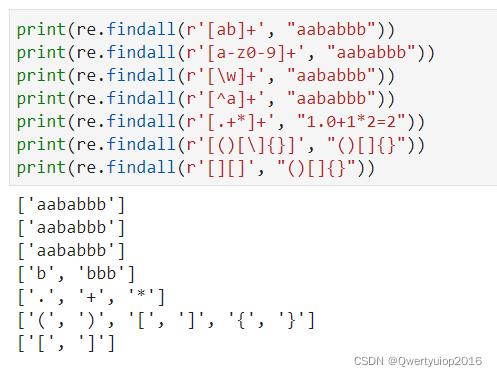 print(re.findall(r'[ab]+', "aababbb"))
print(re.findall(r'[a-z0-9]+', "aababbb"))
print(re.findall(r'[\w]+', "aababbb"))
print(re.findall(r'[^a]+', "aababbb"))
print(re.findall(r'[.+*]+', "1.0+1*2=2"))
print(re.findall(r'[()[\]{}]', "()[]{}"))
print(re.findall(r'[][]', "()[]{}"))
['aababbb']
['aababbb']
['aababbb']
['b', 'bbb']
['.', '+', '*']
['(', ')', '[', ']', '{', '}']
['[', ']']
CSDN @Qwertyuiop2016